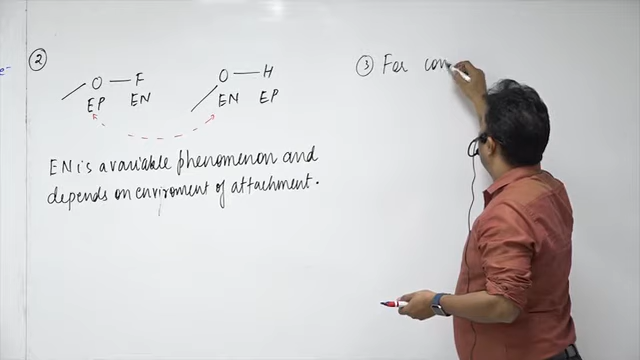 ②
O — F
EP EN
O — H
EN EP
EN is a variable phenomenon and
depends on enviroment of attachment.
③ For con
e⁻